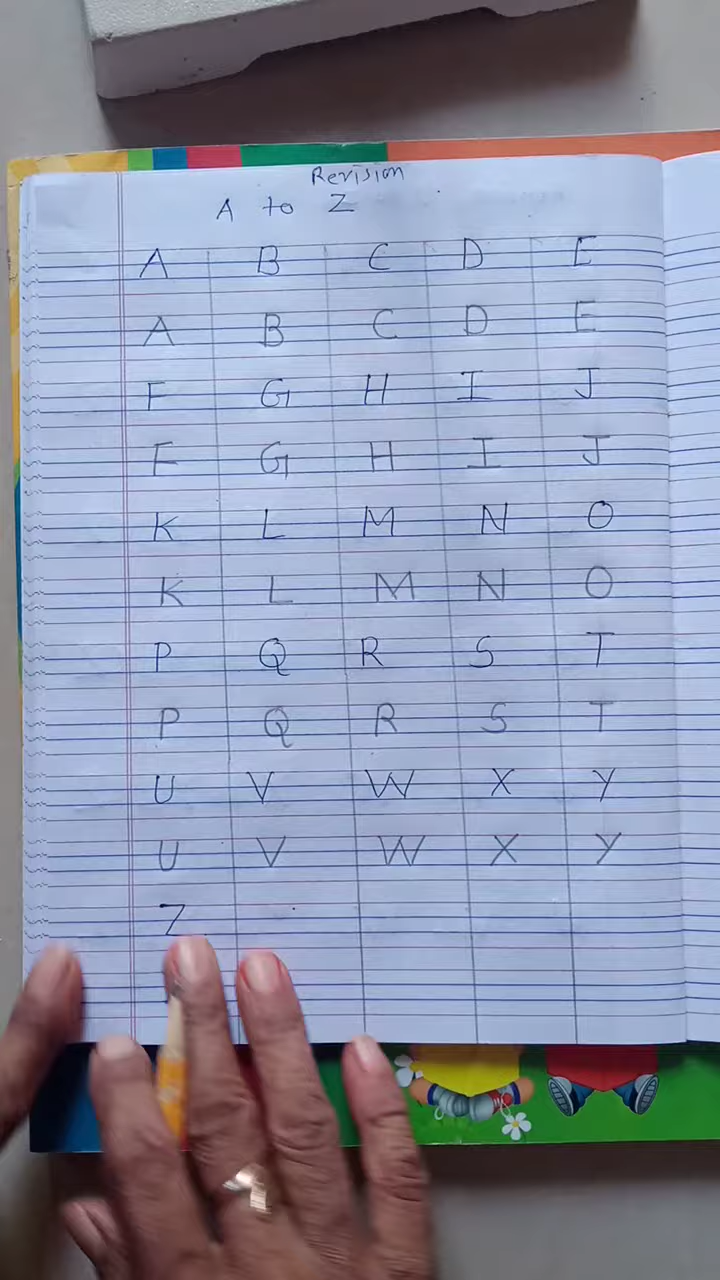 Revision
A to Z
A B C D E
A B C D E
F G H I J
F G H I J
K L M N O
K L M N O
P Q R S T
P Q R S T
U V W X Y
U V W X Y
Z